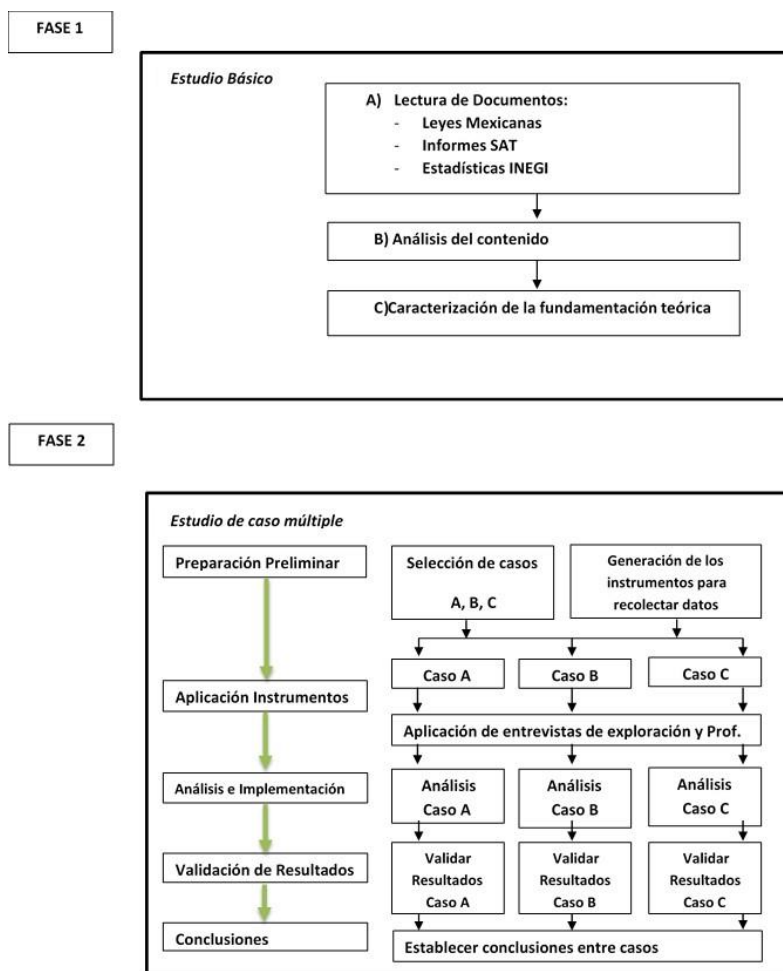 FASE 1
Estudio Básico
A) Lectura de Documentos:
- Leyes Mexicanas
- Informes SAT
- Estadísticas INEGI
B) Análisis del contenido
C)Caracterización de la fundamentación teórica
FASE 2
Estudio de caso múltiple
Preparación Preliminar
Aplicación Instrumentos
Análisis e Implementación
Validación de Resultados
Conclusiones
Selección de casos
A, B, C
Generación de los
instrumentos para
recolectar datos
Caso A
Caso B
Caso C
Aplicación de entrevistas de exploración y Prof.
Análisis
Caso A
Análisis
Caso B
Análisis
Caso C
Validar
Resultados
Caso A
Validar
Resultados
Caso B
Validar
Resultados
Caso C
Establecer conclusiones entre casos